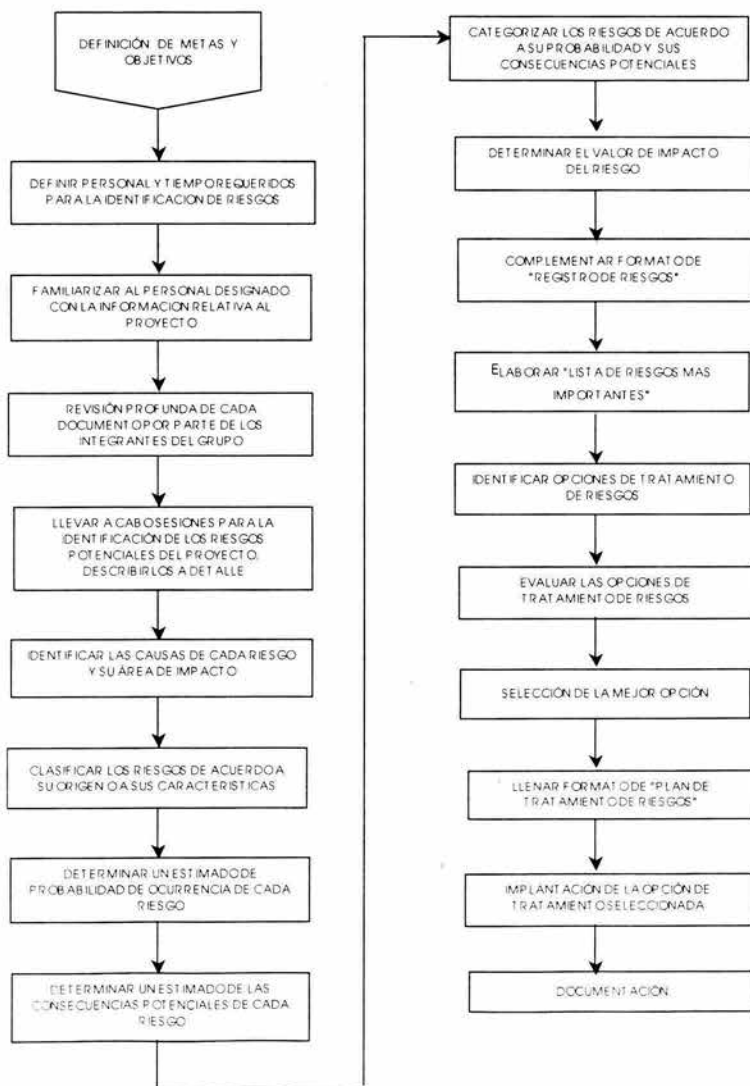 DEFINICIÓN DE METAS Y
OBJETIVOS
DEFINIR PERSONAL Y TIEMPO REQUERIDOS
PARA LA IDENTIFICACION DE RIESGOS
FAMILIARIZAR AL PERSONAL DESIGNADO
CON LA INFORMACION RELATIVA AL
PROYECTO
REVISIÓN PROFUNDA DE CADA
DOCUMENTO POR PARTE DE LOS
INTEGRANTES DEL GRUPO
LLEVAR A CABO SESIONES PARA LA
IDENTIFICACIÓN DE LOS RIESGOS
POTENCIALES DEL PROYECTO.
DESCRIBIRLOS A DETALLE
IDENTIFICAR LAS CAUSAS DE CADA RIESGO
Y SU ÁREA DE IMPACTO
CLASIFICAR LOS RIESGOS DE ACUERDO A
SU ORIGEN O A SUS CARACTERÍSTICAS
DETERMINAR UN ESTIMADO DE
PROBABILIDAD DE OCURRENCIA DE CADA
RIESGO
DETERMINAR UN ESTIMADO DE LAS
CONSECUENCIAS POTENCIALES DE CADA
RIESGO
CATEGORIZAR LOS RIESGOS DE ACUERDO
A SU PROBABILIDAD Y SUS
CONSECUENCIAS POTENCIALES
DETERMINAR EL VALOR DE IMPACTO
DEL RIESGO
COMPLEMENTAR FORMATO DE
"REGISTRO DE RIESGOS"
ELABORAR "LISTA DE RIESGOS MAS
IMPORTANTES"
IDENTIFICAR OPCIONES DE TRATAMIENTO
DE RIESGOS
EVALUAR LAS OPCIONES DE
TRATAMIENTO DE RIESGOS
SELECCIÓN DE LA MEJOR OPCIÓN
LLENAR FORMATO DE "PLAN DE
TRATAMIENTO DE RIESGOS"
IMPLANTACIÓN DE LA OPCIÓN DE
TRATAMIENTO SELECCIONADA
DOCUMENTACIÓN